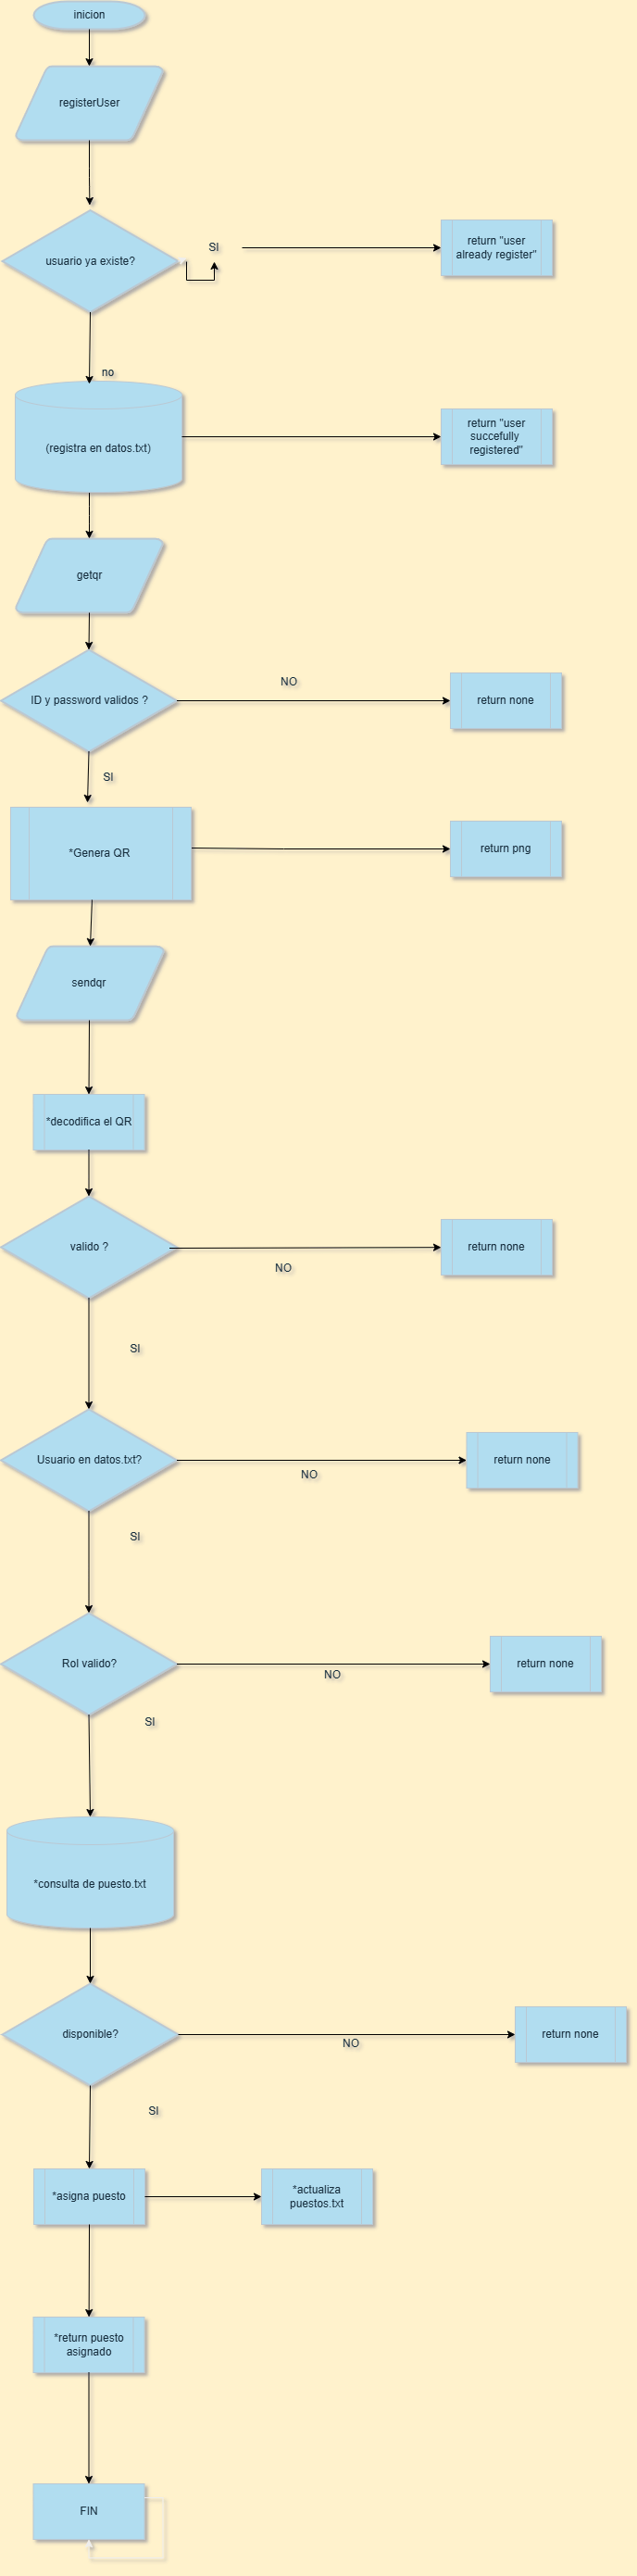 inicion
registerUser
usuario ya existe?
SI
return "user
already register"
no
(registra en datos.txt)
return "user
succefully
registered"
getqr
ID y password validos ?
NO
return none
SI
*Genera QR
return png
sendqr
*decodifica el QR
valido ?
NO
return none
SI
Usuario en datos.txt?
NO
return none
SI
Rol valido?
NO
return none
SI
*consulta de puesto.txt
disponible?
NO
return none
SI
*asigna puesto
*actualiza
puestos.txt
*return puesto
asignado
FIN